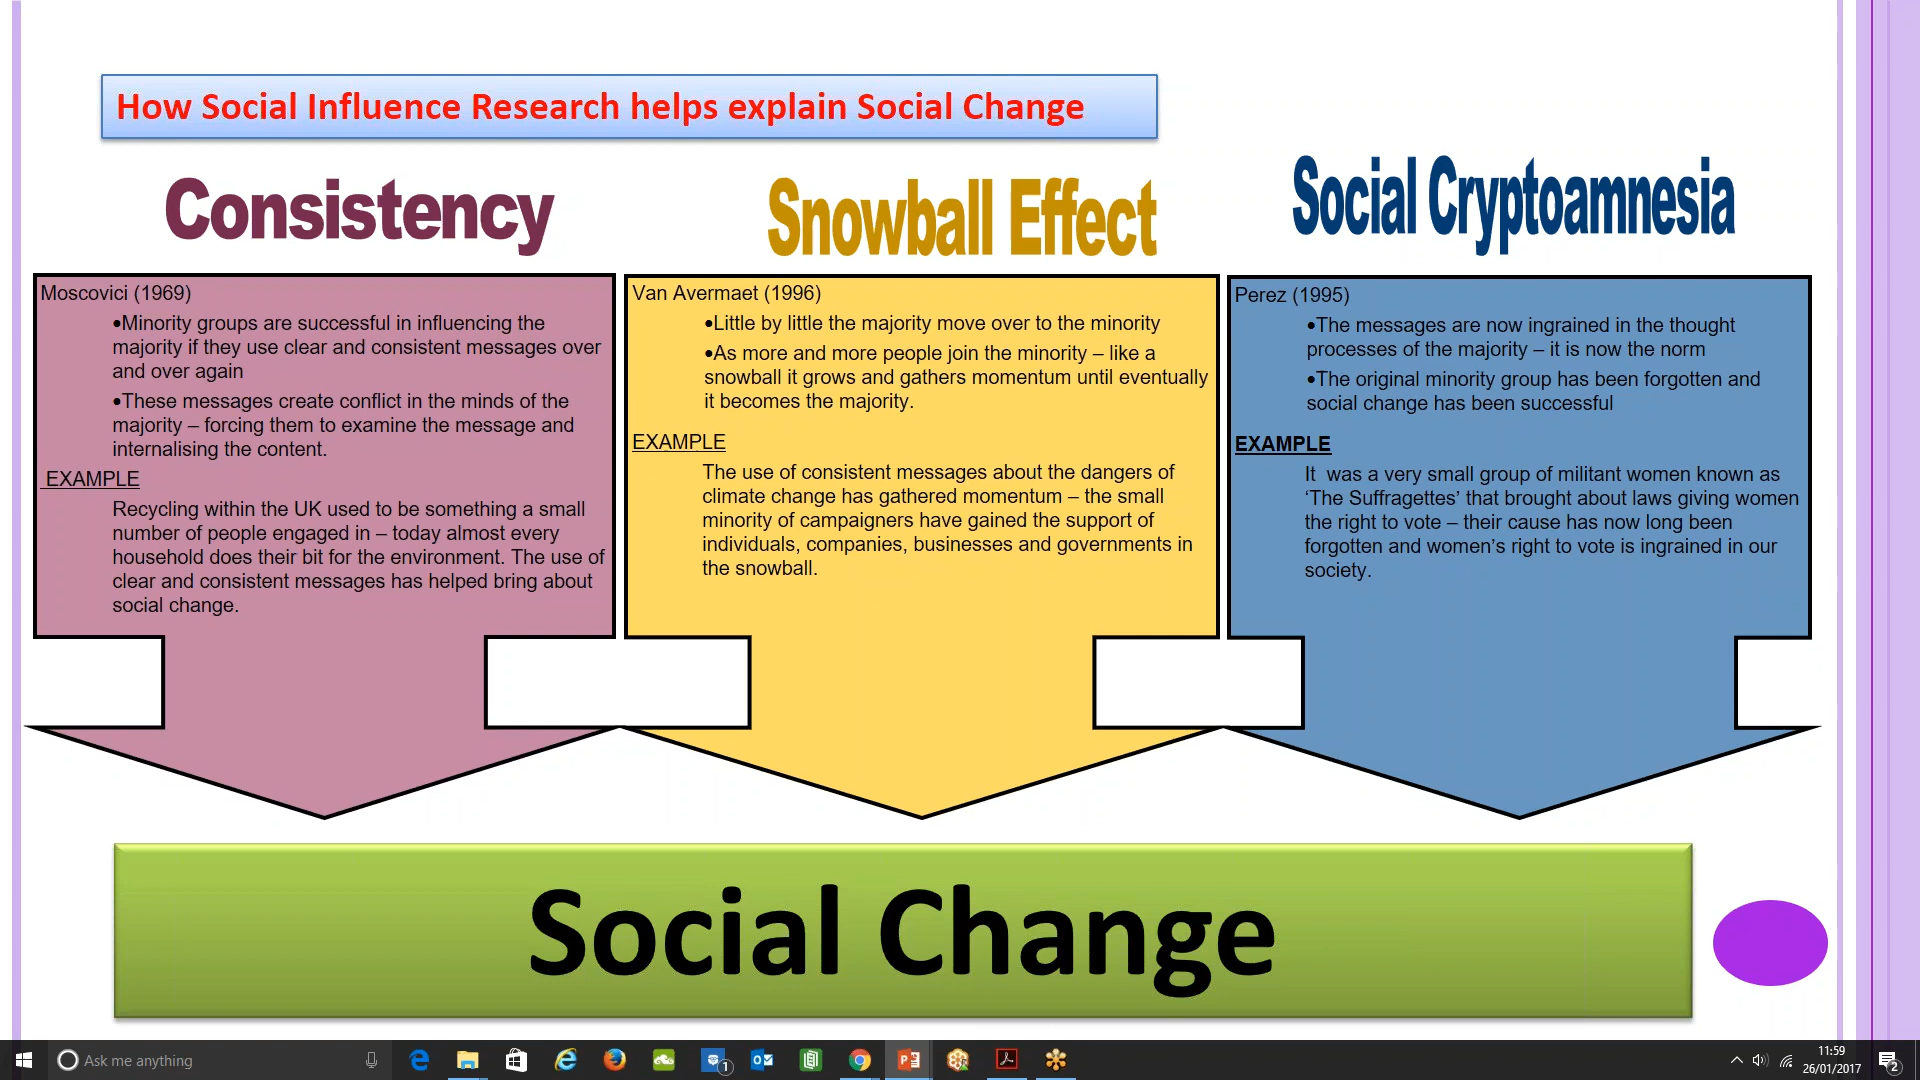 How Social Influence Research helps explain Social Change
Consistency
Moscovici (1969)
•Minority groups are successful in influencing the
majority if they use clear and consistent messages over
and over again
•These messages create conflict in the minds of the
majority – forcing them to examine the message and
internalising the content.
EXAMPLE
Recycling within the UK used to be something a small
number of people engaged in – today almost every
household does their bit for the environment. The use of
clear and consistent messages has helped bring about
social change.
Snowball Effect
Van Avermaet (1996)
•Little by little the majority move over to the minority
•As more and more people join the minority – like a
snowball it grows and gathers momentum until eventually
it becomes the majority.
EXAMPLE
The use of consistent messages about the dangers of
climate change has gathered momentum – the small
minority of campaigners have gained the support of
individuals, companies, businesses and governments in
the snowball.
Social Cryptoamnesia
Perez (1995)
•The messages are now ingrained in the thought
processes of the majority – it is now the norm
•The original minority group has been forgotten and
social change has been successful
EXAMPLE
It was a very small group of militant women known as
‘The Suffragettes’ that brought about laws giving women
the right to vote – their cause has now long been
forgotten and women’s right to vote is ingrained in our
society.
Social Change
Ask me anything
1
11:59
26/01/2017
2